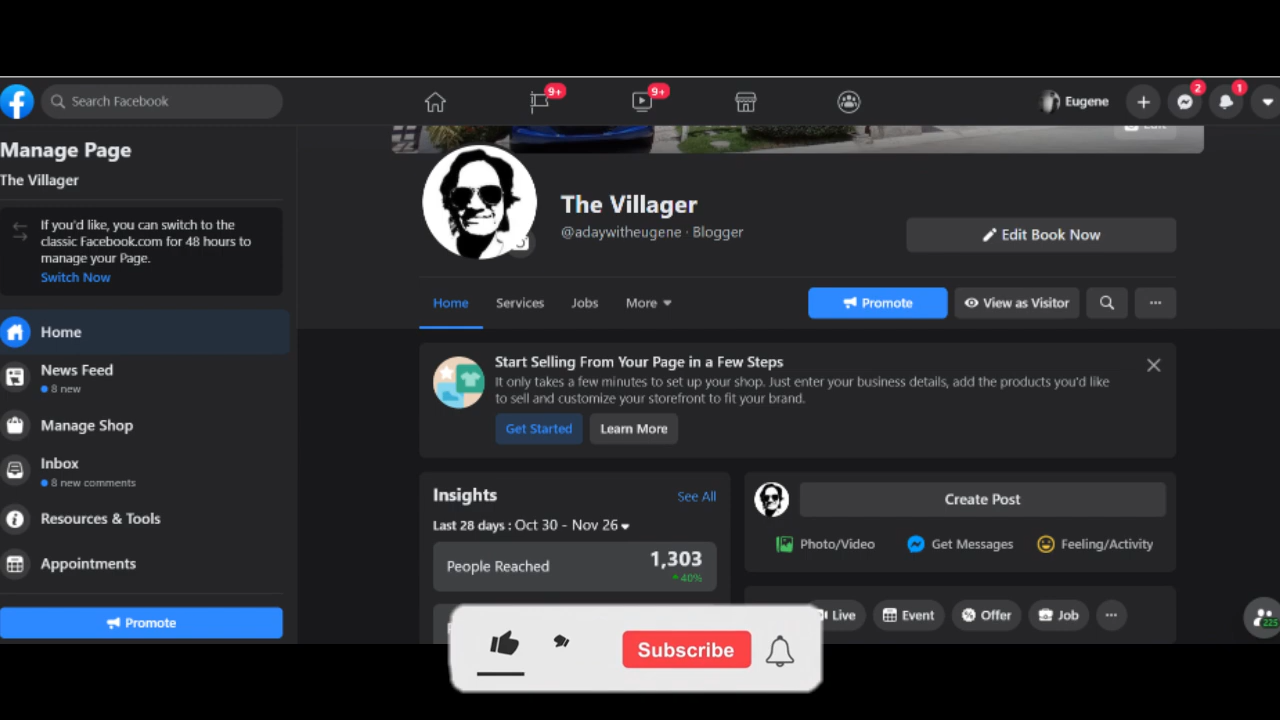 Search Facebook
9+
9+
Eugene
2
1
Manage Page
The Villager
If you'd like, you can switch to the
classic Facebook.com for 48 hours to
manage your Page.
Switch Now
Home
News Feed
8 new
Manage Shop
Inbox
8 new comments
Resources & Tools
Appointments
Promote
Edit
The Villager
@adaywitheugene · Blogger
Edit Book Now
Home
Services
Jobs
More
Promote
View as Visitor
Start Selling From Your Page in a Few Steps
It only takes a few minutes to set up your shop. Just enter your business details, add the products you'd like
to sell and customize your storefront to fit your brand.
Get Started
Learn More
Insights
See All
Last 28 days : Oct 30 - Nov 26
People Reached
1,303
40%
Create Post
Photo/Video
Get Messages
Feeling/Activity
Live
Event
Offer
Job
225
Subscribe